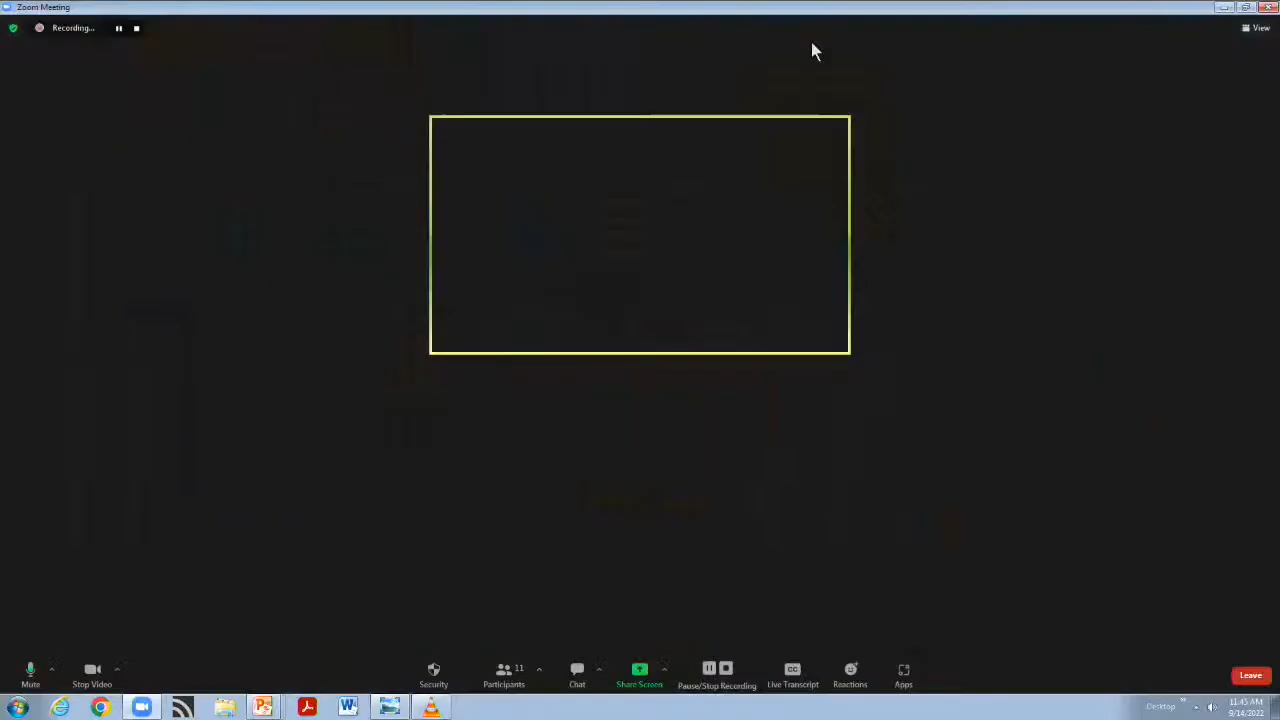 Zoom Meeting
Recording...
View
Mute
Stop Video
Security
11
Participants
Chat
Share Screen
Pause/Stop Recording
Live Transcript
Reactions
Apps
Leave
Desktop
11:45 AM
9/14/2022